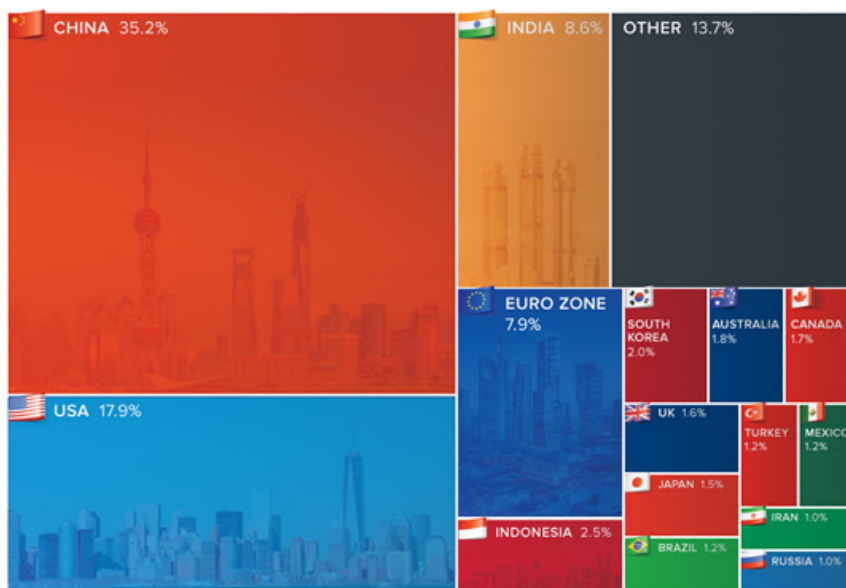 CHINA 35.2%
INDIA 8.6%
OTHER 13.7%
EURO ZONE
7.9%
SOUTH
KOREA
2.0%
AUSTRALIA
1.8%
CANADA
1.7%
USA 17.9%
UK 1.6%
TURKEY
1.2%
MEXICO
1.2%
JAPAN 1.5%
IRAN 1.0%
INDONESIA 2.5%
BRAZIL 1.2%
RUSSIA 1.0%